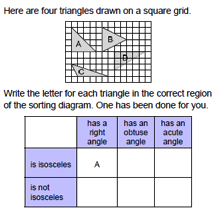 Here are four triangles drawn on a square grid.
A
B
D
C
Write the letter for each triangle in the correct region
of the sorting diagram. One has been done for you.
has a right angle
has an obtuse angle
has an acute angle
is isosceles
A
is not isosceles